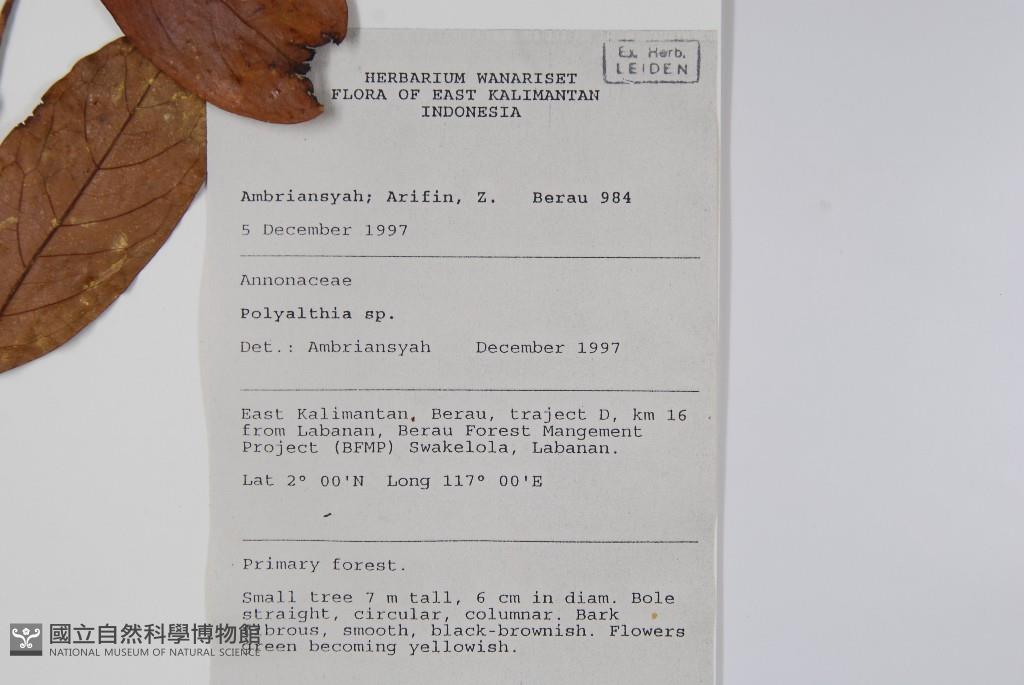 Ex. Herb.
LEIDEN
HERBARIUM WANARISET
FLORA OF EAST KALIMANTAN
INDONESIA
Ambriansyah; Arifin, Z. Berau 984
5 December 1997
Annonaceae
Polyalthia sp.
Det.: Ambriansyah December 1997
East Kalimantan, Berau, traject D, km 16
from Labanan, Berau Forest Mangement
Project (BFMP) Swakelola, Labanan.
Lat 2° 00'N Long 117° 00'E
Primary forest.
Small tree 7 m tall, 6 cm in diam. Bole
straight, circular, columnar. Bark
fibrous, smooth, black-brownish. Flowers
green becoming yellowish.
國立自然科學博物館
NATIONAL MUSEUM OF NATURAL SCIENCE